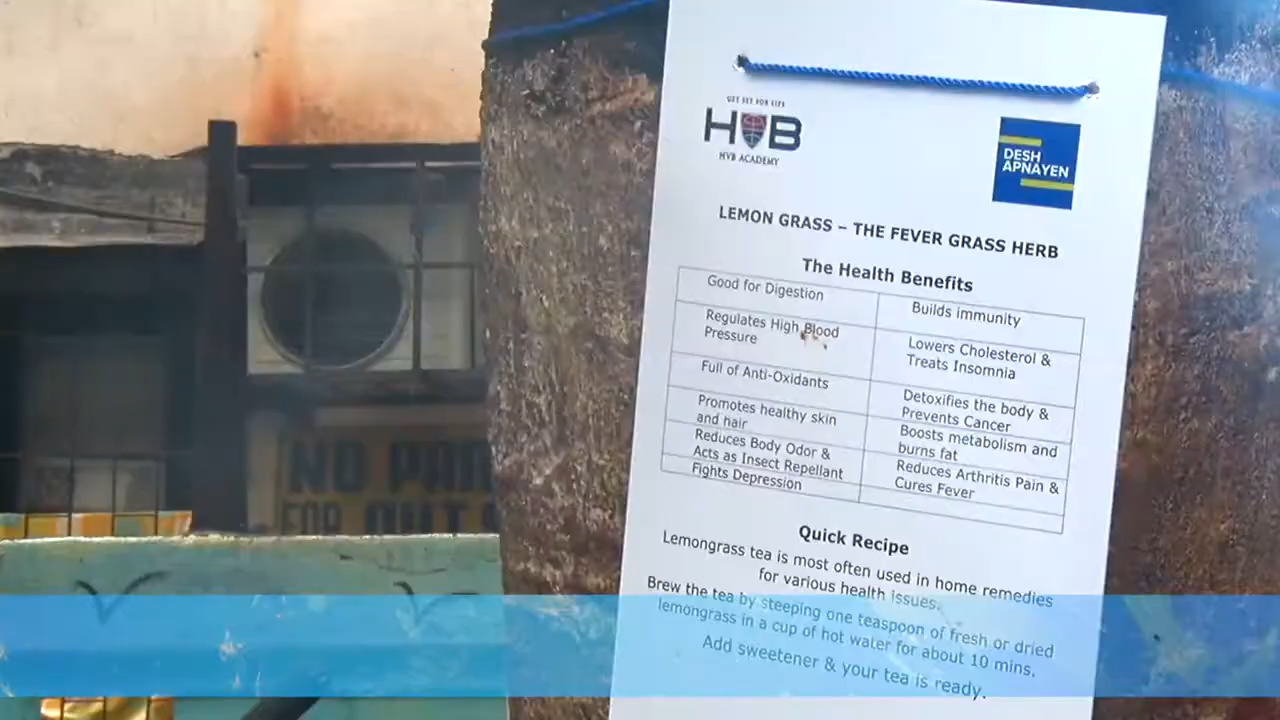 GET SET FOR LIFE
HVB
HVB ACADEMY
DESH
APNAYEN
LEMON GRASS – THE FEVER GRASS HERB
The Health Benefits
Good for Digestion
Builds immunity
Regulates High Blood
Pressure
Lowers Cholesterol &
Treats Insomnia
Full of Anti-Oxidants
Detoxifies the body &
Prevents Cancer
Promotes healthy skin
and hair
Boosts metabolism and
burns fat
Reduces Body Odor &
Acts as Insect Repellant
Reduces Arthritis Pain &
Cures Fever
Fights Depression
Quick Recipe
Lemongrass tea is most often used in home remedies
for various health issues.
Brew the tea by steeping one teaspoon of fresh or dried
lemongrass in a cup of hot water for about 10 mins.
Add sweetener & your tea is ready.
NO
FOR